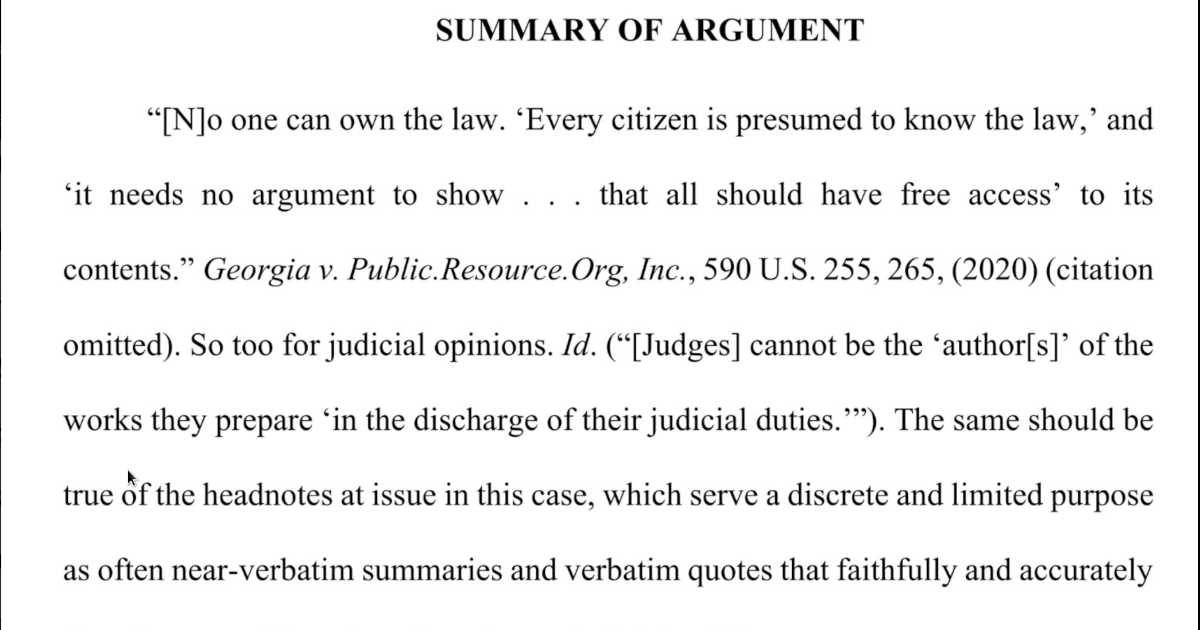 SUMMARY OF ARGUMENT
“[N]o one can own the law. ‘Every citizen is presumed to know the law,’ and
‘it needs no argument to show . . . that all should have free access’ to its
contents.” Georgia v. Public.Resource.Org, Inc., 590 U.S. 255, 265, (2020) (citation
omitted). So too for judicial opinions. Id. (“[Judges] cannot be the ‘author[s]’ of the
works they prepare ‘in the discharge of their judicial duties.’”). The same should be
true of the headnotes at issue in this case, which serve a discrete and limited purpose
as often near-verbatim summaries and verbatim quotes that faithfully and accurately